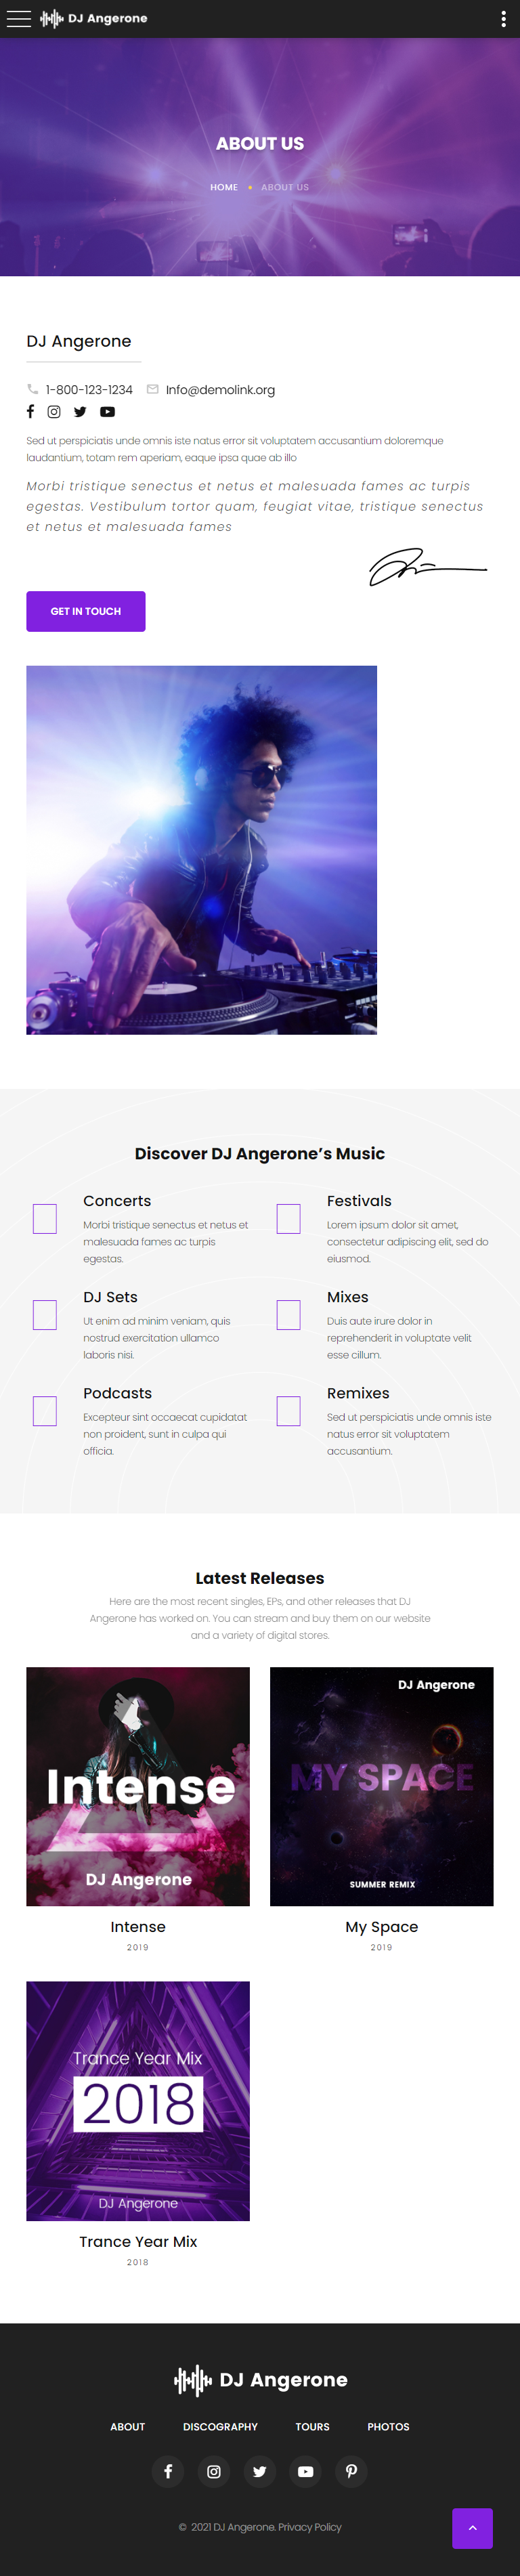 DJ Angerone
ABOUT US
HOME • ABOUT US
DJ Angerone
1-800-123-1234 Info@demolink.org
Sed ut perspiciatis unde omnis iste natus error sit voluptatem accusantium doloremque
laudantium, totam rem aperiam, eaque ipsa quae ab illo
Morbi tristique senectus et netus et malesuada fames ac turpis
egestas. Vestibulum tortor quam, feugiat vitae, tristique senectus
et netus et malesuada fames
GET IN TOUCH
Discover DJ Angerone’s Music
Concerts
Morbi tristique senectus et netus et
malesuada fames ac turpis
egestas.
Festivals
Lorem ipsum dolor sit amet,
consectetur adipiscing elit, sed do
eiusmod.
DJ Sets
Ut enim ad minim veniam, quis
nostrud exercitation ullamco
laboris nisi.
Mixes
Duis aute irure dolor in
reprehenderit in voluptate velit
esse cillum.
Podcasts
Excepteur sint occaecat cupidatat
non proident, sunt in culpa qui
officia.
Remixes
Sed ut perspiciatis unde omnis iste
natus error sit voluptatem
accusantium.
Latest Releases
Here are the most recent singles, EPs, and other releases that DJ
Angerone has worked on. You can stream and buy them on our website
and a variety of digital stores.
Intense
DJ Angerone
Intense
2019
DJ Angerone
MY SPACE
SUMMER REMIX
My Space
2019
Trance Year Mix
2018
DJ Angerone
Trance Year Mix
2018
DJ Angerone
ABOUT DISCOGRAPHY TOURS PHOTOS
© 2021 DJ Angerone. Privacy Policy